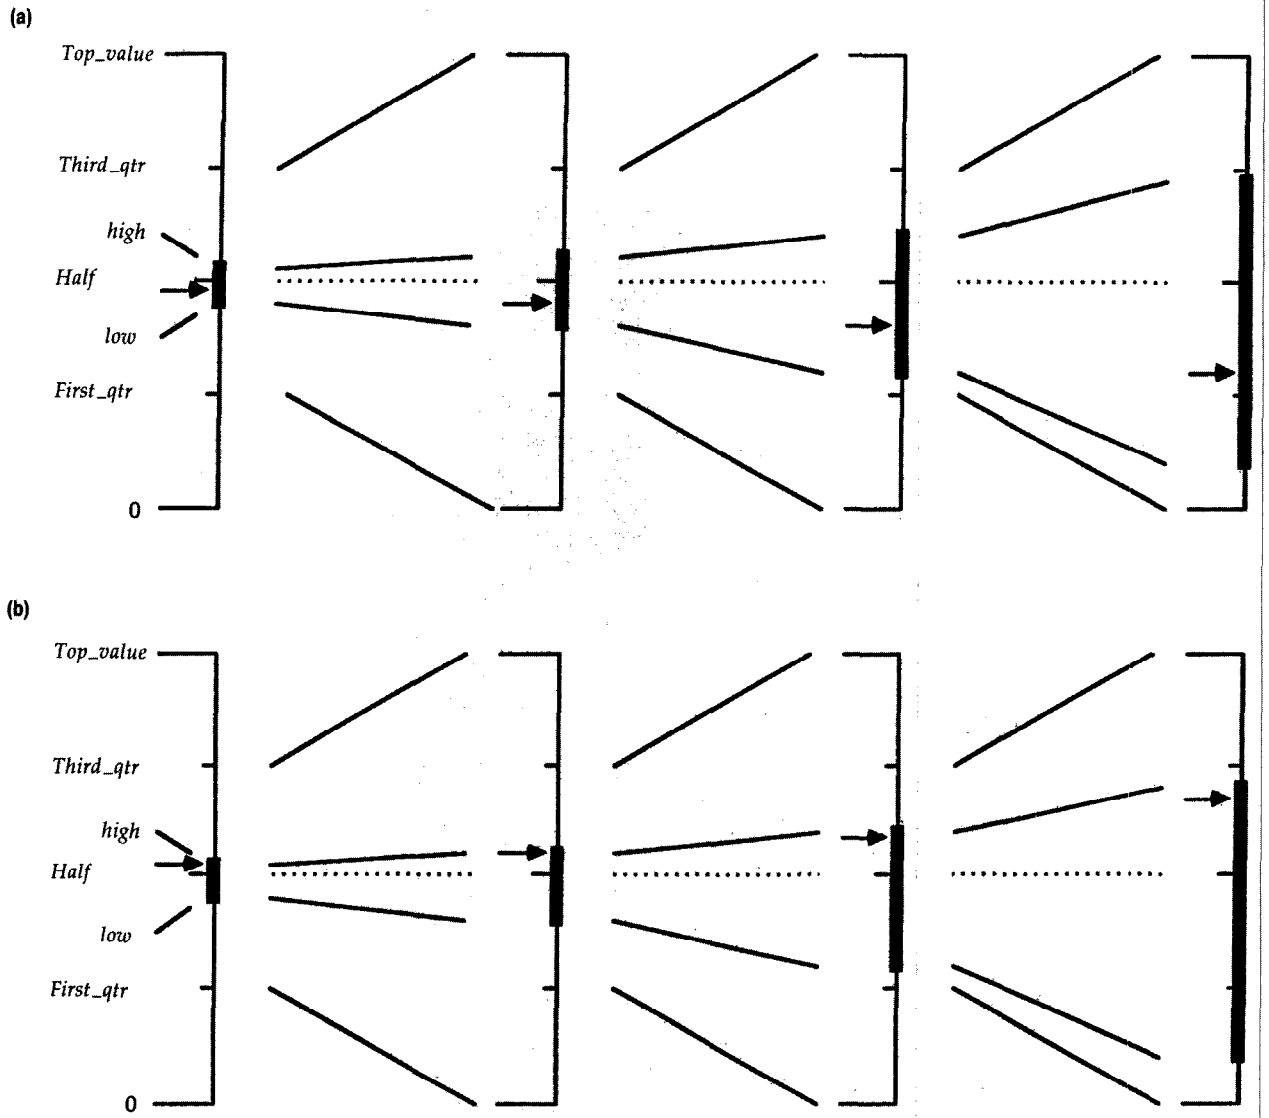 (a)
Top_value
Third_qtr
high
Half
low
First_qtr
0
(b)
Top_value
Third_qtr
high
Half
low
First_qtr
0